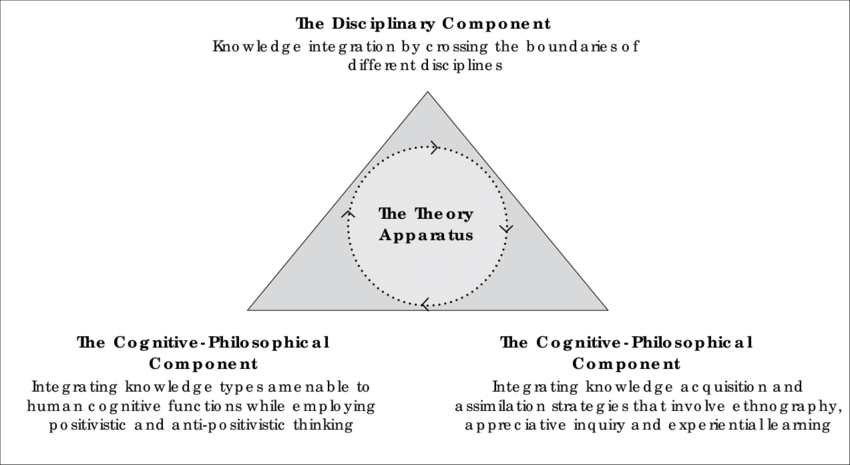 The Disciplinary Component
Knowledge integration by crossing the boundaries of
different disciplines
The Theory
Apparatus
The Cognitive-Philosophical
Component
Integrating knowledge types amenable to
human cognitive functions while employing
positivistic and anti-positivistic thinking
The Cognitive-Philosophical
Component
Integrating knowledge acquisition and
assimilation strategies that involve ethnography,
appreciative inquiry and experiential learning